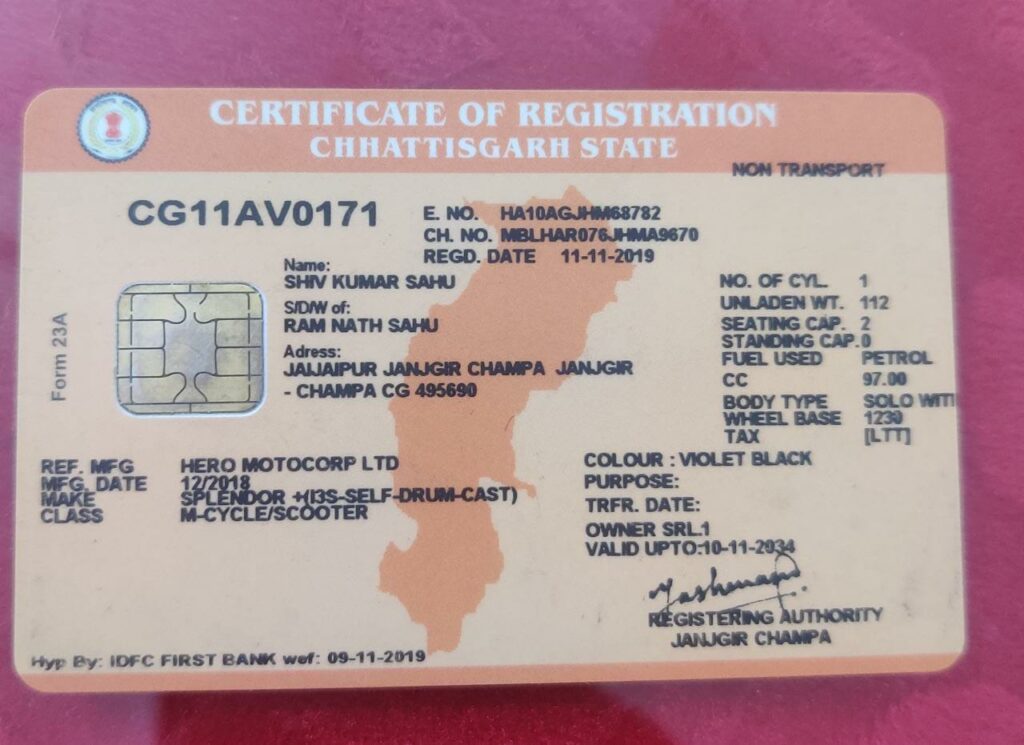 CERTIFICATE OF REGISTRATION
CHHATTISGARH STATE
NON TRANSPORT
CG11AV0171
E. NO. HA10AGJHM68782
CH. NO. MBLHAR076JHMA9670
REGD. DATE 11-11-2019
Form 23A
Name:
SHIV KUMAR SAHU
S/D/W of:
RAM NATH SAHU
Adress:
JAIJAIPUR JANJGIR CHAMPA JANJGIR
- CHAMPA CG 495690
NO. OF CYL. 1
UNLADEN WT. 112
SEATING CAP. 2
STANDING CAP. 0
FUEL USED PETROL
CC 97.00
BODY TYPE SOLO WITH
WHEEL BASE 1230
TAX [LTT]
REF. MFG HERO MOTOCORP LTD
MFG. DATE 12/2018
MAKE SPLENDOR +(I3S-SELF-DRUM-CAST)
CLASS M-CYCLE/SCOOTER
COLOUR : VIOLET BLACK
PURPOSE:
TRFR. DATE:
OWNER SRL.1
VALID UPTO:10-11-2034
REGISTERING AUTHORITY
JANJGIR CHAMPA
Hyp By: IDFC FIRST BANK wef: 09-11-2019